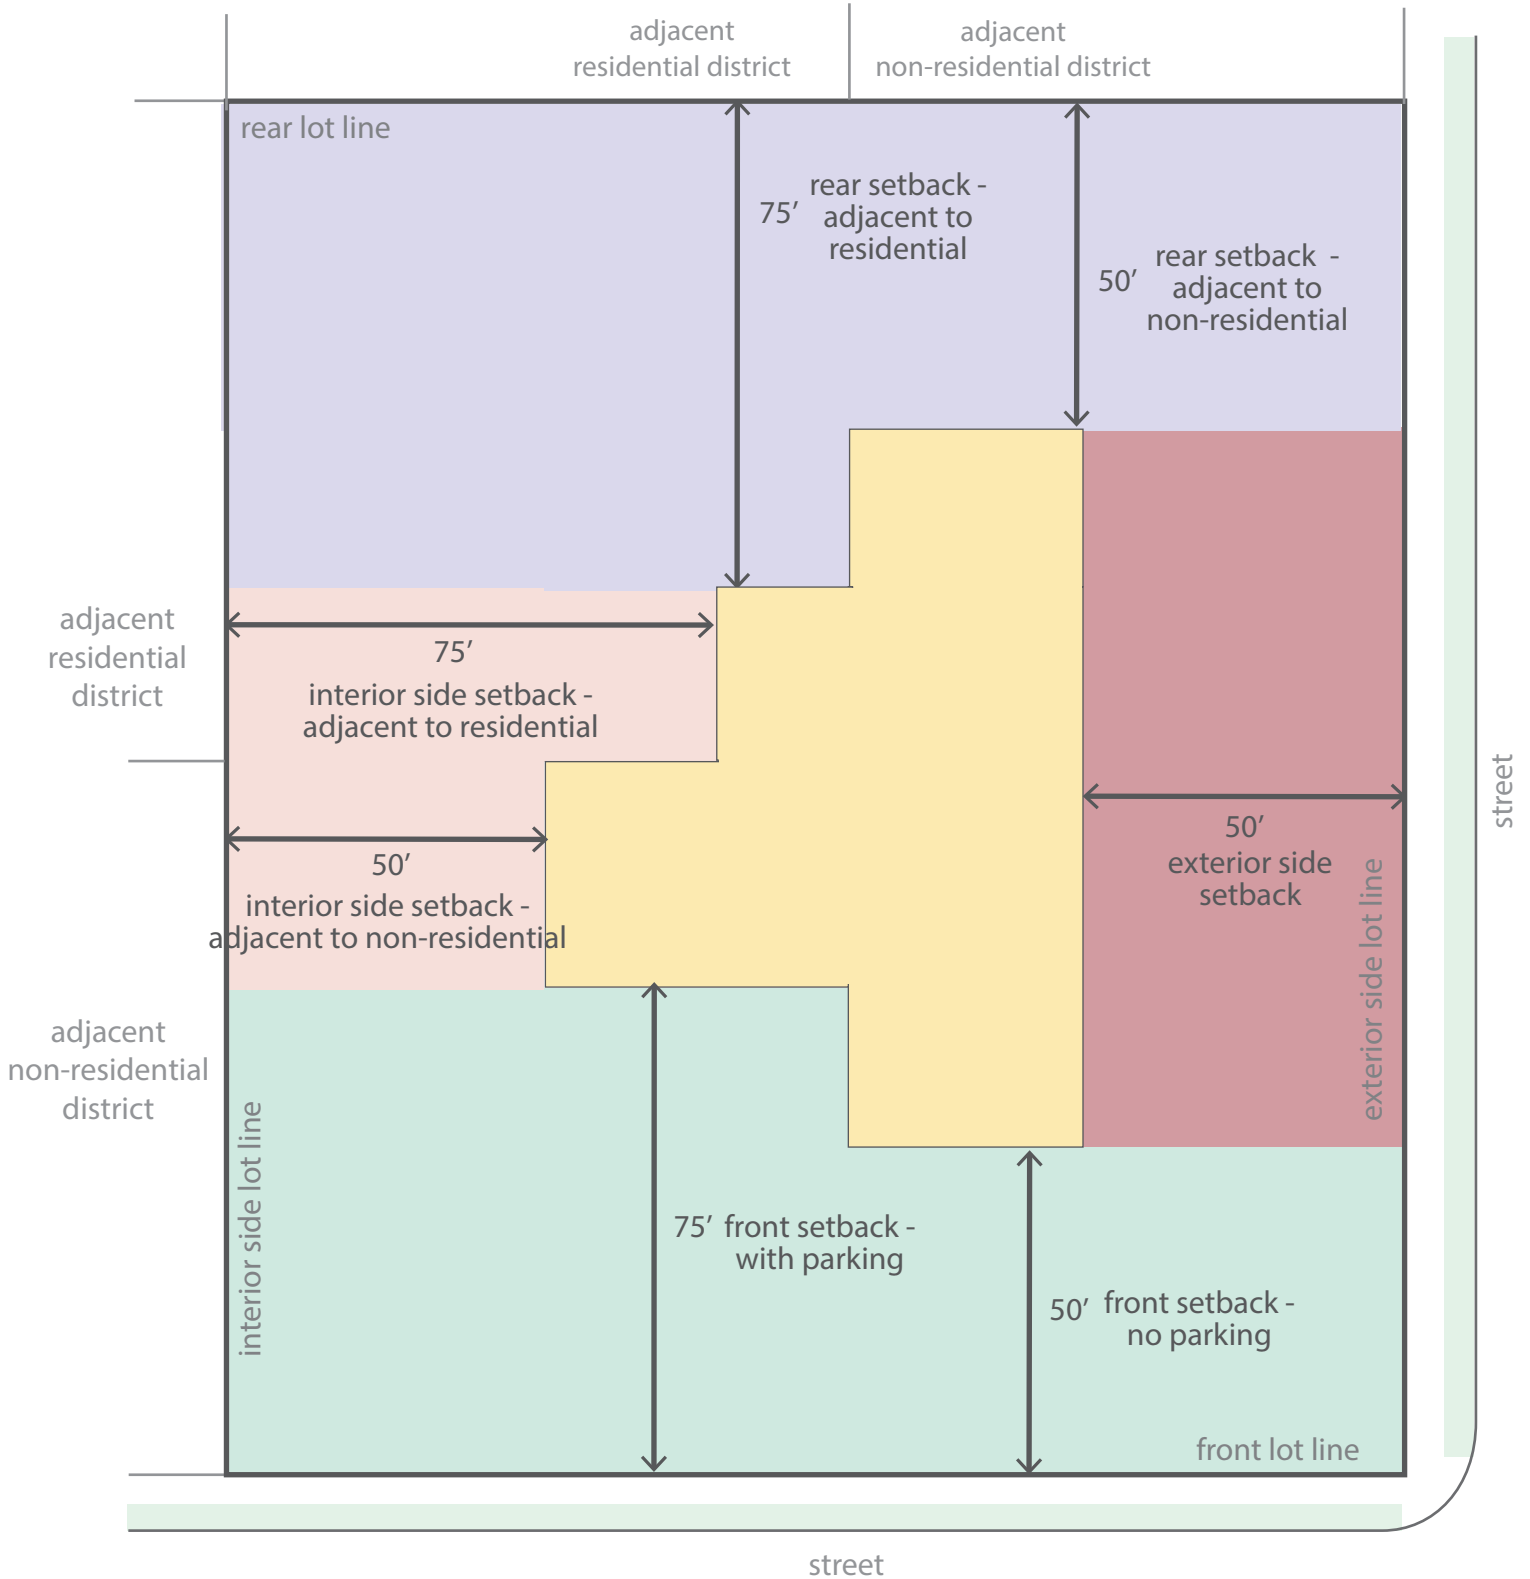 adjacent
residential district
adjacent
non-residential district
rear lot line
75’
rear setback -
adjacent to
residential
50’
rear setback -
adjacent to
non-residential
adjacent
residential
district
75’
interior side setback -
adjacent to residential
50’
interior side setback -
adjacent to non-residential
50’
exterior side
setback
exterior side lot line
street
adjacent
non-residential
district
interior side lot line
75’ front setback -
with parking
50’ front setback -
no parking
front lot line
street